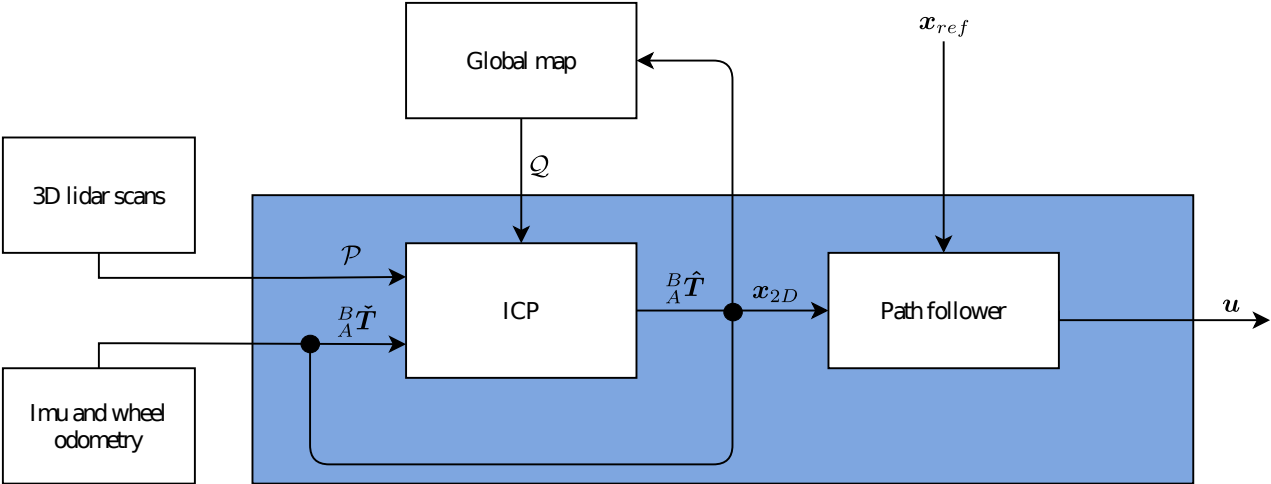 Global map
x_ref
𝒬
3D lidar scans
𝒫
ICP
^B_A T̂
x_2D
Path follower
u
^B_A Ť
Imu and wheel
odometry